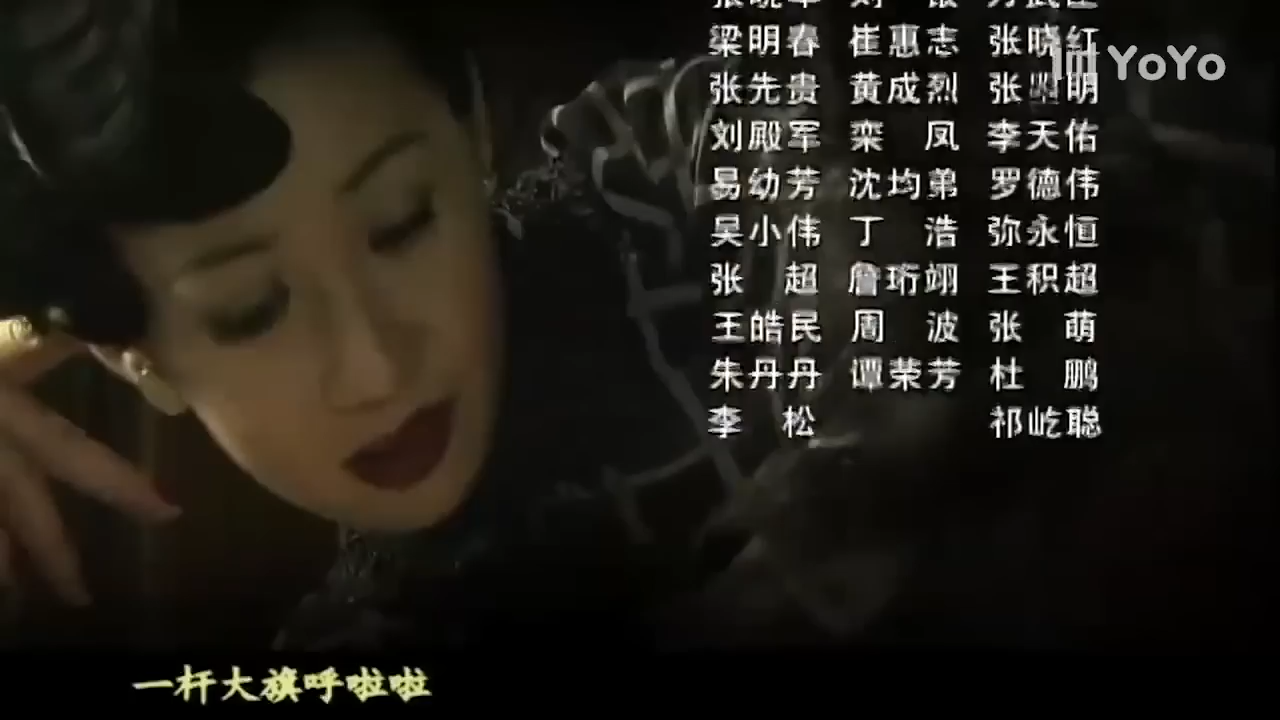 YoYo
梁明春 崔惠志 张晓红
张先贵 黄成烈 张 明
刘殿军 栾凤 李天佑
易幼芳 沈均弟 罗德伟
吴小伟 丁浩 弥永恒
张超 詹珩翊 王积超
王皓民 周波 张萌
朱丹丹 谭荣芳 杜鹏
李松 祁屹聪
一杆大旗呼啦啦